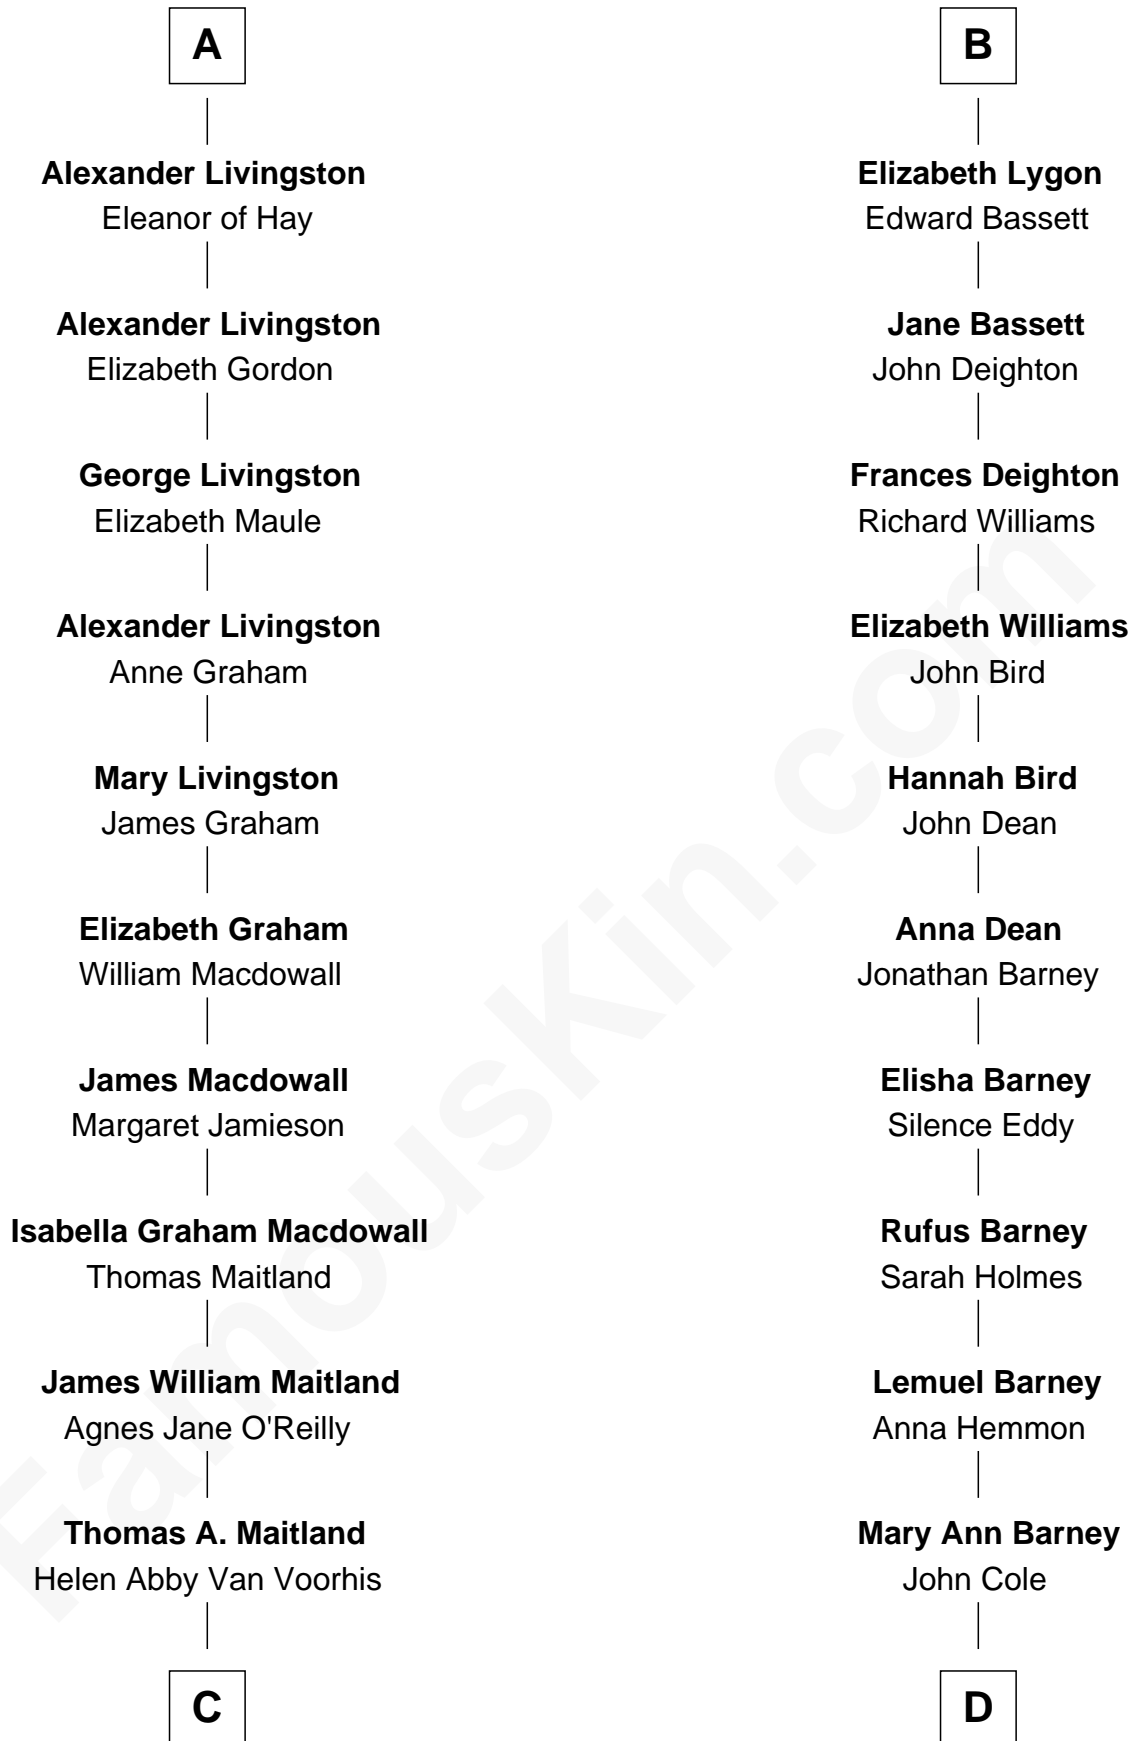 A
Alexander Livingston
Eleanor of Hay
Alexander Livingston
Elizabeth Gordon
George Livingston
Elizabeth Maule
Alexander Livingston
Anne Graham
Mary Livingston
James Graham
Elizabeth Graham
William Macdowall
James Macdowall
Margaret Jamieson
Isabella Graham Macdowall
Thomas Maitland
James William Maitland
Agnes Jane O'Reilly
Thomas A. Maitland
Helen Abby Van Voorhis
C
B
Elizabeth Lygon
Edward Bassett
Jane Bassett
John Deighton
Frances Deighton
Richard Williams
Elizabeth Williams
John Bird
Hannah Bird
John Dean
Anna Dean
Jonathan Barney
Elisha Barney
Silence Eddy
Rufus Barney
Sarah Holmes
Lemuel Barney
Anna Hemmon
Mary Ann Barney
John Cole
D
FamousKin.com